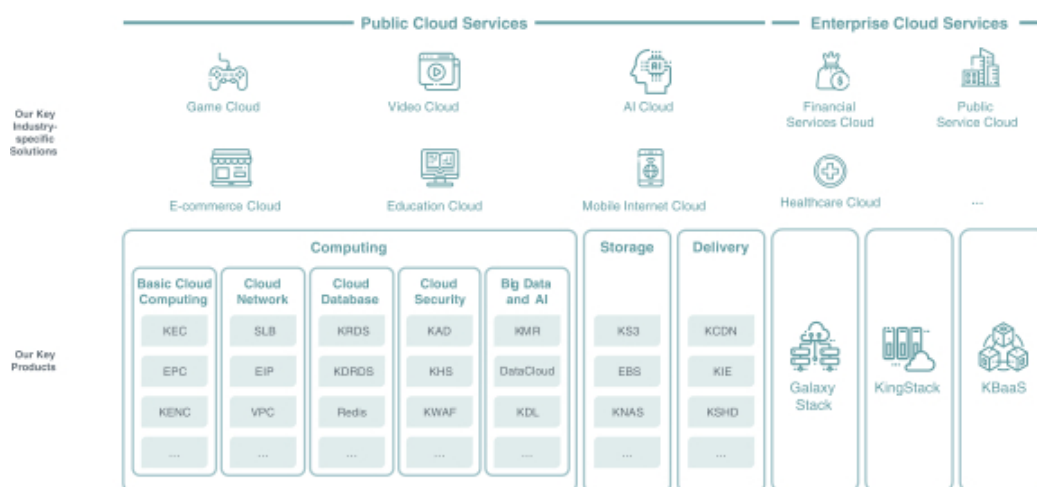 Public Cloud Services
Enterprise Cloud Services
Our Key
Industry-
specific
Solutions
Game Cloud
Video Cloud
AI
AI Cloud
Financial
Services Cloud
Public
Service Cloud
E-commerce Cloud
Education Cloud
Mobile Internet Cloud
Healthcare Cloud
...
Our Key
Products
Computing
Storage
Delivery
Basic Cloud
Computing
Cloud
Network
Cloud
Database
Cloud
Security
Big Data
and AI
KEC
SLB
KRDS
KAD
KMR
KS3
KCDN
EPC
EIP
KDRDS
KHS
DataCloud
EBS
KIE
KENC
VPC
Redis
KWAF
KDL
KNAS
KSHD
...
...
...
...
...
...
...
Galaxy
Stack
KingStack
KBaaS